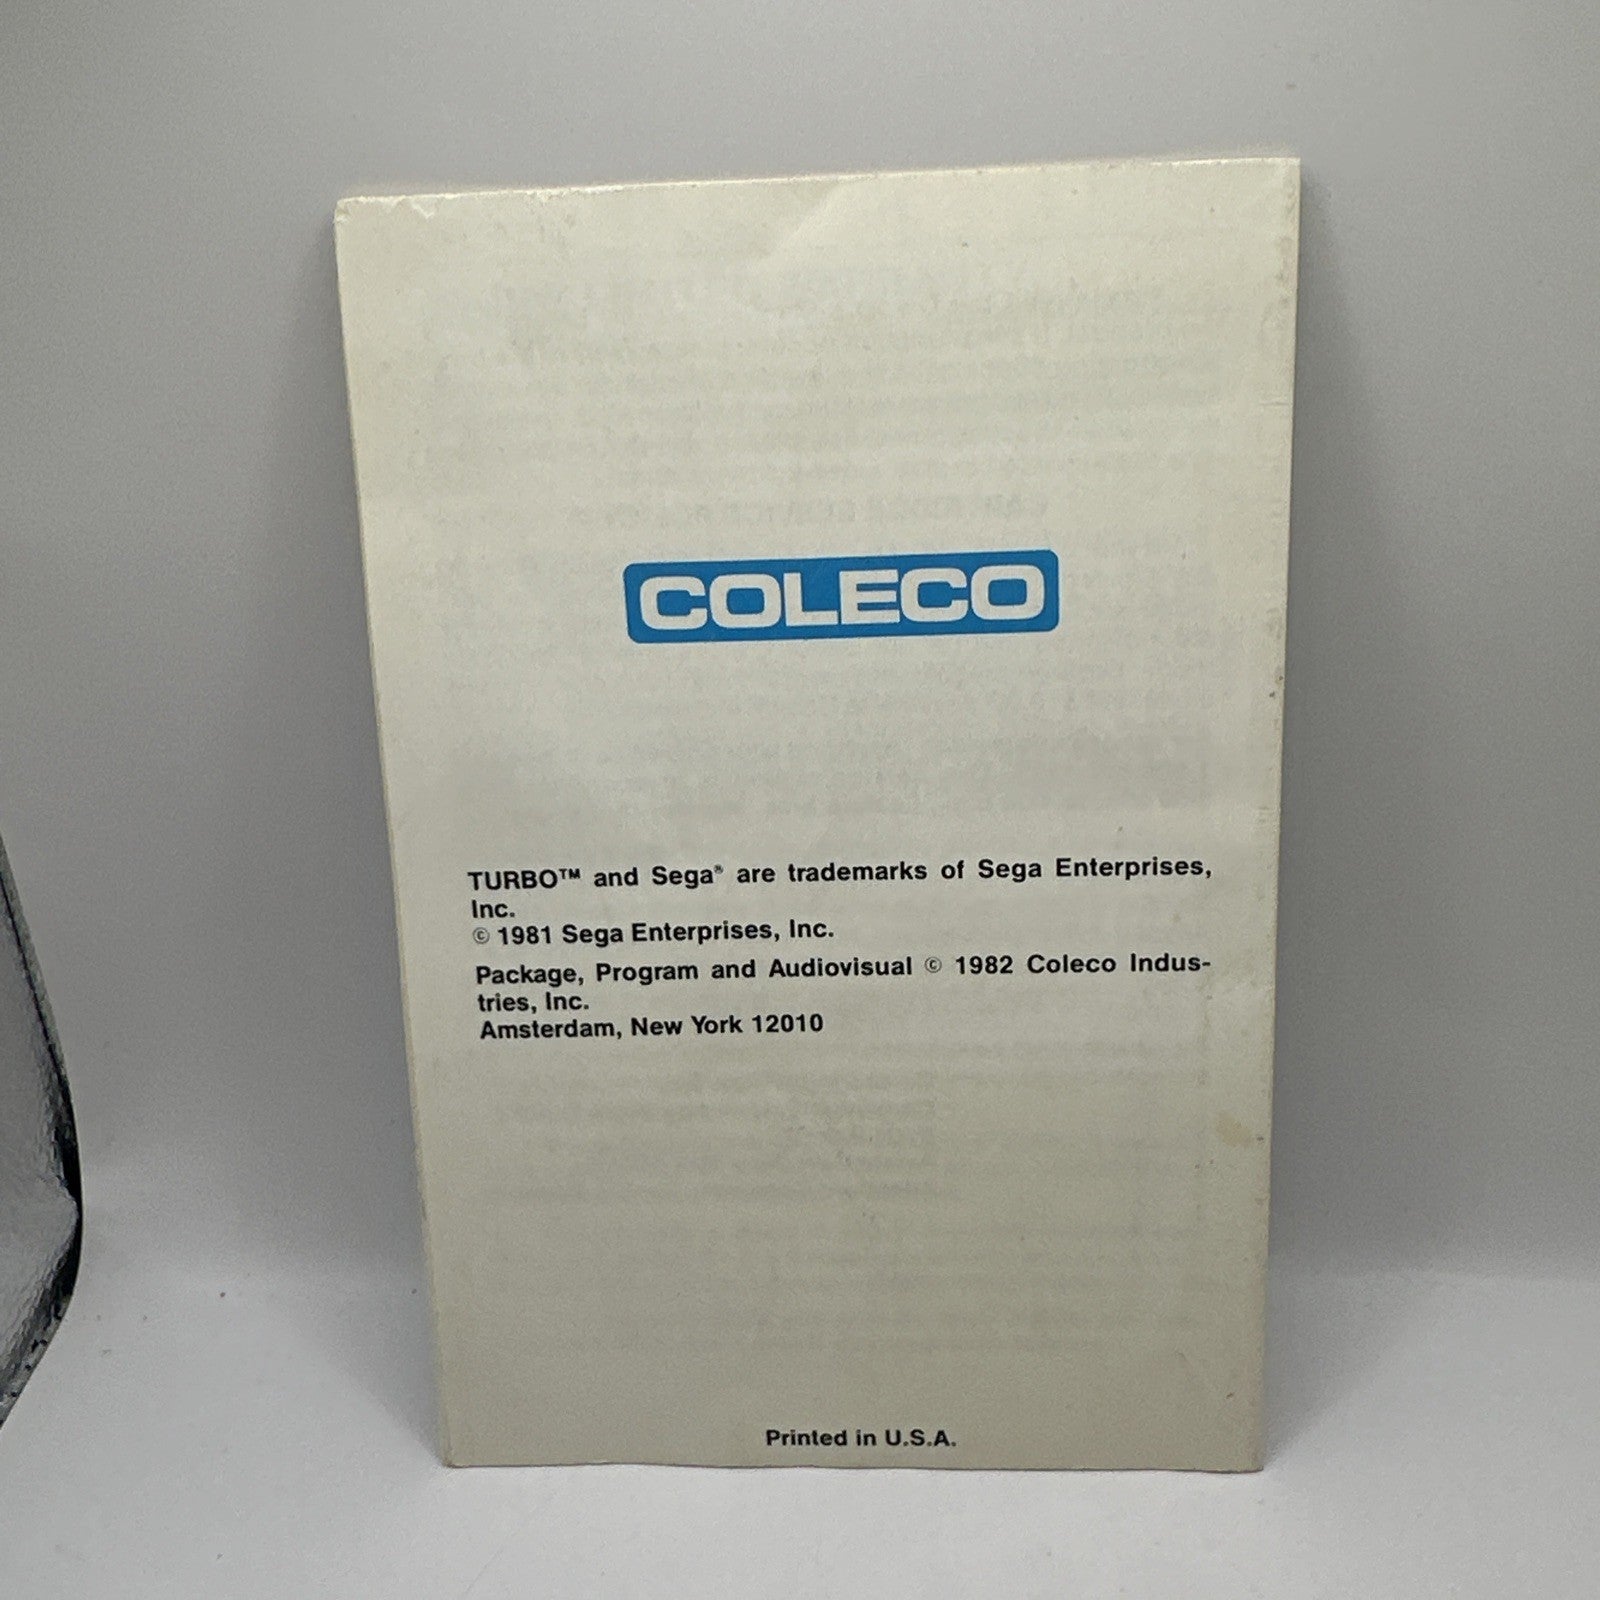 COLECO
TURBO™ and Sega® are trademarks of Sega Enterprises,
Inc.
© 1981 Sega Enterprises, Inc.
Package, Program and Audiovisual © 1982 Coleco Indus-
tries, Inc.
Amsterdam, New York 12010
Printed in U.S.A.